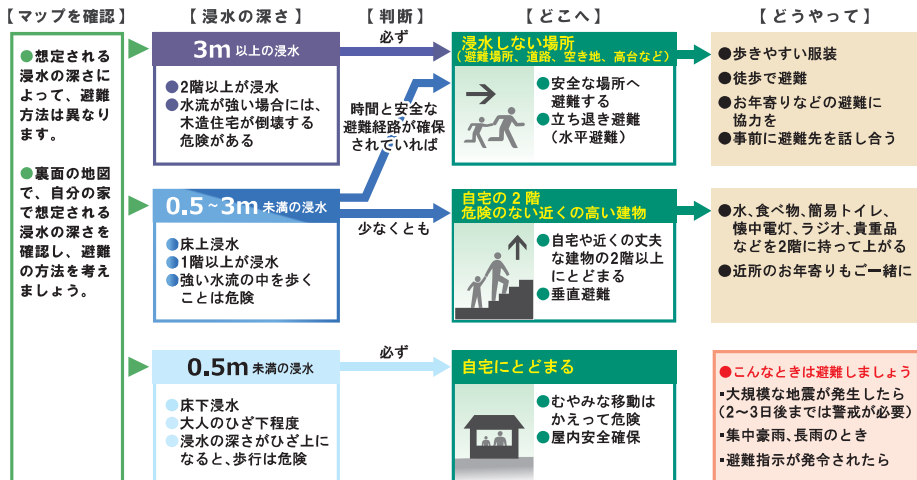 【マップを確認】
【浸水の深さ】
【判断】
【どこへ】
【どうやって】
●想定される
浸水の深さに
よって、避難
方法は異なり
ます。
●裏面の地図
で、自分の家
で想定される
浸水の深さを
確認し、避難
の方法を考え
ましょう。
3m以上の浸水
●2階以上が浸水
●水流が強い場合には、
木造住宅が倒壊する
危険がある
必ず
浸水しない場所
(避難場所、道路、空き地、高台など)
●安全な場所へ
避難する
●立ち退き避難
(水平避難)
●歩きやすい服装
●徒歩で避難
●お年寄りなどの避難に
協力を
●事前に避難先を話し合う
時間と安全な
避難経路が確保
されていれば
0.5~3m未満の浸水
●床上浸水
●1階以上が浸水
●強い水流の中を歩く
ことは危険
少なくとも
自宅の2階
危険のない近くの高い建物
●自宅や近くの丈夫
な建物の2階以上
にとどまる
●垂直避難
●水、食べ物、簡易トイレ、
懐中電灯、ラジオ、貴重品
などを2階に持って上がる
●近所のお年寄りもご一緒に
0.5m未満の浸水
●床下浸水
●大人のひざ下程度
●浸水の深さがひざ上に
なると、歩行は危険
必ず
自宅にとどまる
●むやみな移動は
かえって危険
●屋内安全確保
●こんなときは避難しましょう
▪大規模な地震が発生したら
(2~3日後までは警戒が必要)
▪集中豪雨、長雨のとき
▪避難指示が発令されたら